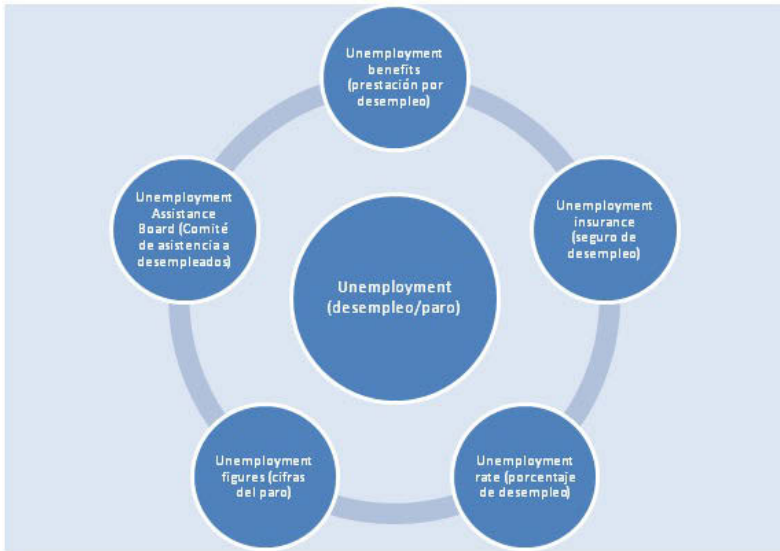 Unemployment
benefits
(prestación por
desempleo)
Unemployment
insurance
(seguro de
desempleo)
Unemployment
rate (porcentaje
de desempleo)
Unemployment
figures (cifras
del paro)
Unemployment
Assistance
Board (Comité
de asistencia a
desempleados)
Unemployment
(desempleo/paro)